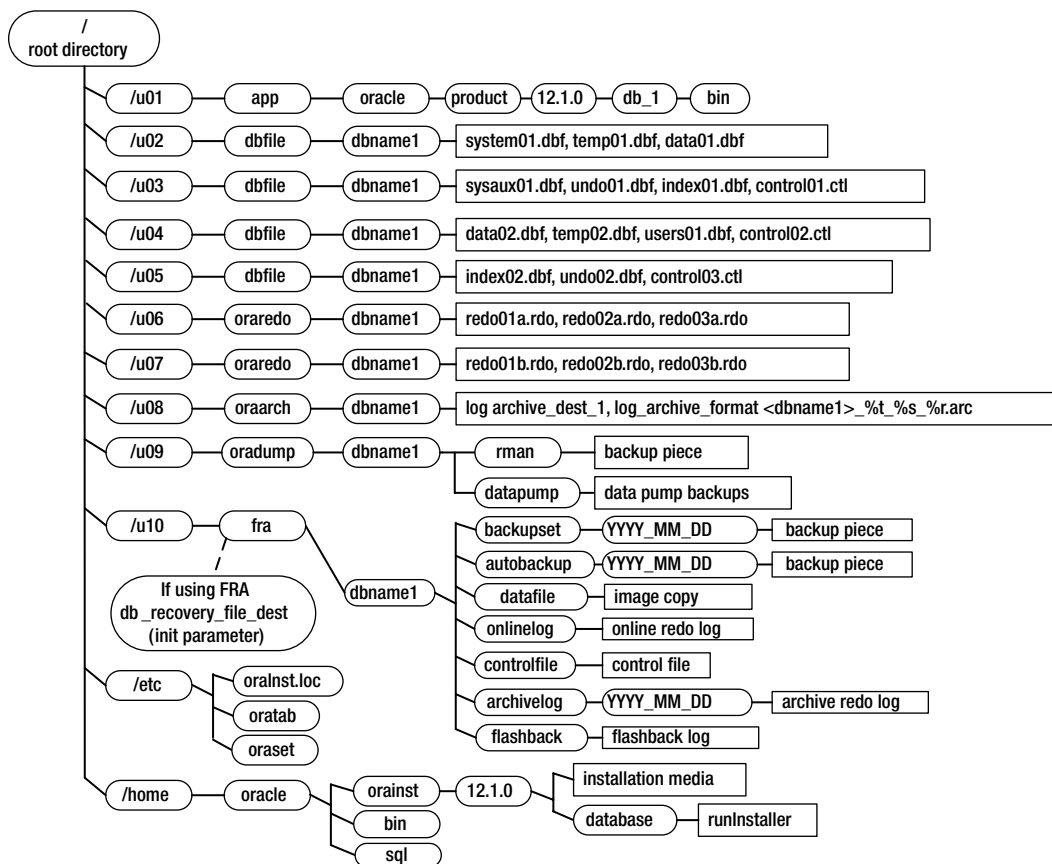 /
root directory
/u01 app oracle product 12.1.0 db_1 bin
/u02 dbfile dbname1 system01.dbf, temp01.dbf, data01.dbf
/u03 dbfile dbname1 sysaux01.dbf, undo01.dbf, index01.dbf, control01.ctl
/u04 dbfile dbname1 data02.dbf, temp02.dbf, users01.dbf, control02.ctl
/u05 dbfile dbname1 index02.dbf, undo02.dbf, control03.ctl
/u06 oraredo dbname1 redo01a.rdo, redo02a.rdo, redo03a.rdo
/u07 oraredo dbname1 redo01b.rdo, redo02b.rdo, redo03b.rdo
/u08 oraarch dbname1 log archive_dest_1, log_archive_format <dbname1>_%t_%s_%r.arc
/u09 oradump dbname1 rman backup piece
datapump data pump backups
/u10 fra
If using FRA
db_recovery_file_dest
(init parameter)
dbname1
backupset YYYY_MM_DD backup piece
autobackup YYYY_MM_DD backup piece
datafile image copy
onlinelog online redo log
controlfile control file
archivelog YYYY_MM_DD archive redo log
flashback flashback log
/etc
oraInst.loc
oratab
oraset
/home oracle
orainst 12.1.0
installation media
database runInstaller
bin
sql